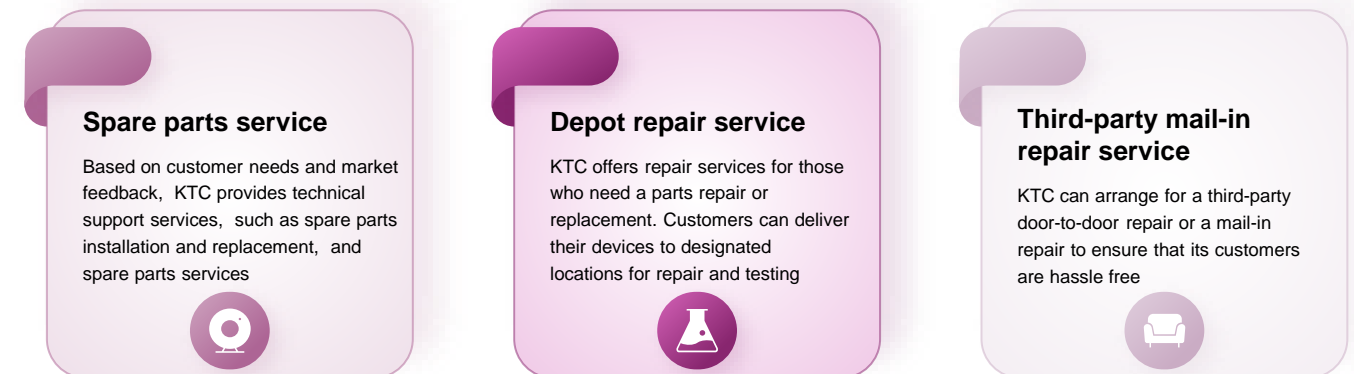 Spare parts service
Based on customer needs and market
feedback, KTC provides technical
support services, such as spare parts
installation and replacement, and
spare parts services
Depot repair service
KTC offers repair services for those
who need a parts repair or
replacement. Customers can deliver
their devices to designated
locations for repair and testing
Third-party mail-in
repair service
KTC can arrange for a third-party
door-to-door repair or a mail-in
repair to ensure that its customers
are hassle free